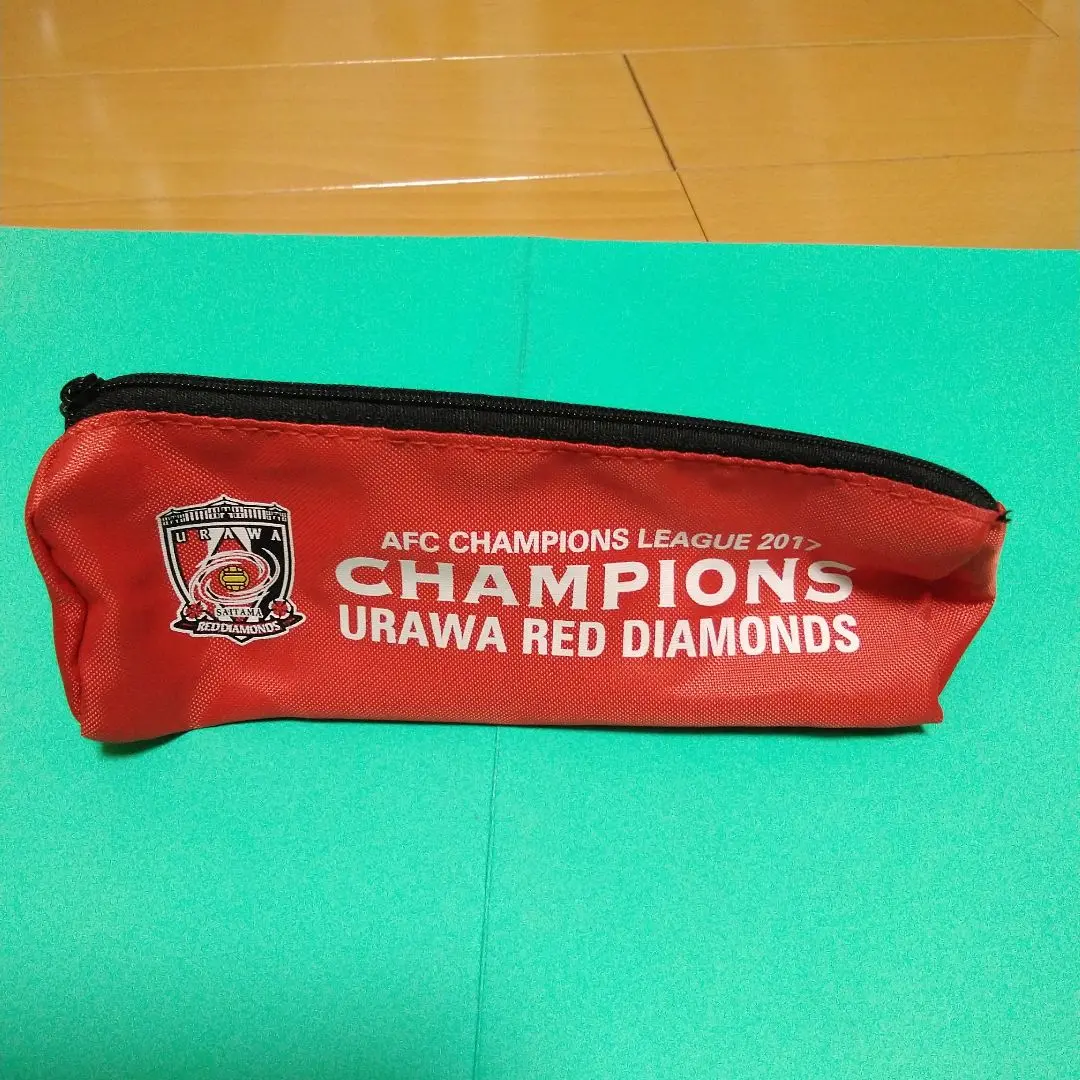 URAWA
SAITAMA
RED DIAMONDS
AFC CHAMPIONS LEAGUE 2017
CHAMPIONS
URAWA RED DIAMONDS